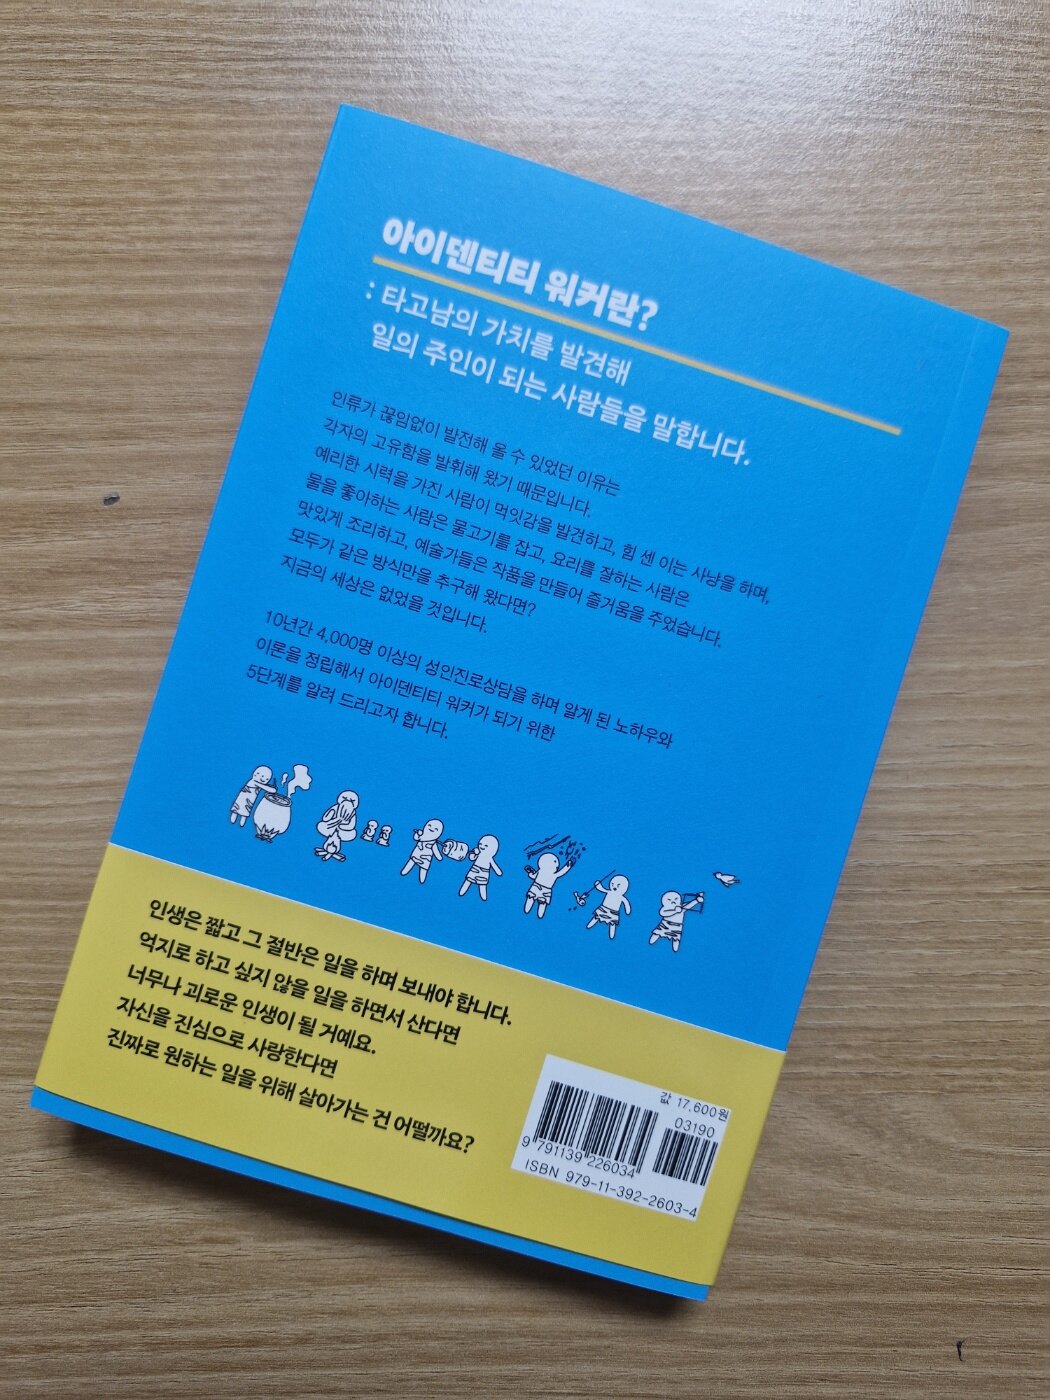 아이덴티티 워커란?
: 타고남의 가치를 발견해
일의 주인이 되는 사람들을 말합니다.
인류가 끊임없이 발전해 올 수 있었던 이유는
각자의 고유함을 발휘해 왔기 때문입니다.
예리한 시력을 가진 사람이 먹잇감을 발견하고, 힘 센 이는 사냥을 하며,
물을 좋아하는 사람은 물고기를 잡고, 요리를 잘하는 사람은
맛있게 조리하고, 예술가들은 작품을 만들어 즐거움을 주었습니다.
모두가 같은 방식만을 추구해 왔다면?
지금의 세상은 없었을 것입니다.
10년간 4,000명 이상의 성인진로상담을 하며 알게 된 노하우와
이론을 정립해서 아이덴티티 워커가 되기 위한
5단계를 알려 드리고자 합니다.
인생은 짧고 그 절반은 일을 하며 보내야 합니다.
억지로 하고 싶지 않을 일을 하면서 산다면
너무나 괴로운 인생이 될 거예요.
자신을 진심으로 사랑한다면
진짜로 원하는 일을 위해 살아가는 건 어떨까요?
값 17,600원
03190
9 791139 226034
ISBN 979-11-392-2603-4